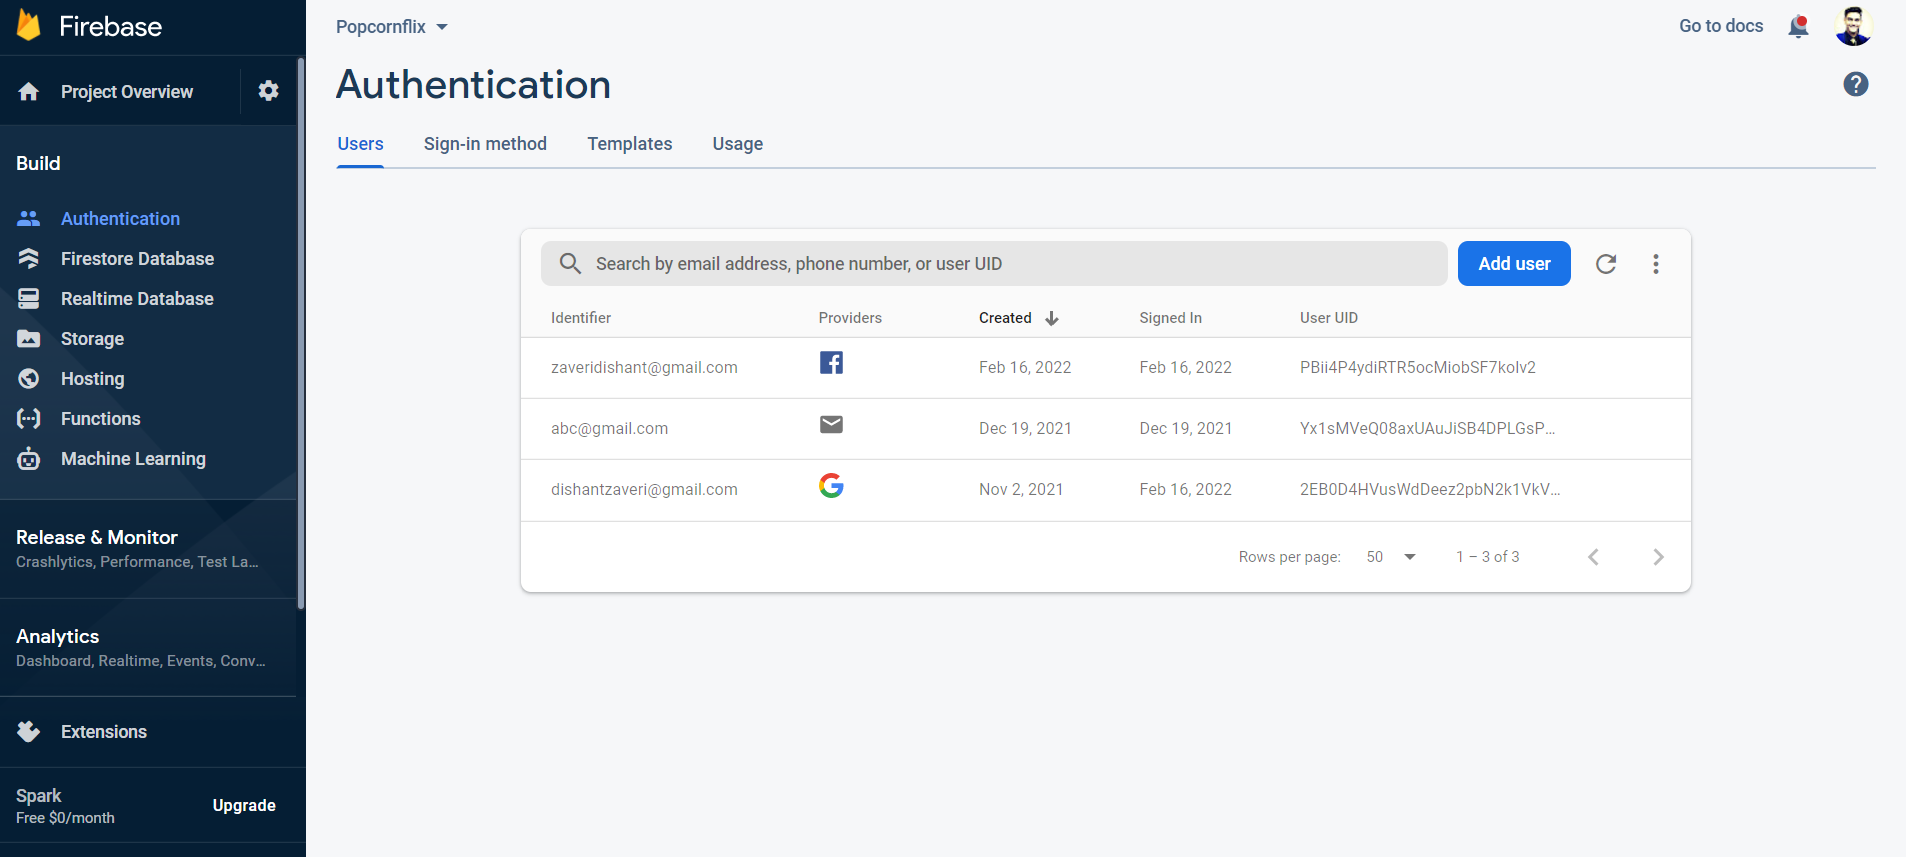 Firebase
Project Overview
Build
Authentication
Firestore Database
Realtime Database
Storage
Hosting
Functions
Machine Learning
Release & Monitor
Crashlytics, Performance, Test La...
Analytics
Dashboard, Realtime, Events, Conv...
Extensions
Spark
Free $0/month
Upgrade
Popcornflix
Go to docs
Authentication
Users Sign-in method Templates Usage
Search by email address, phone number, or user UID
Add user
Identifier Providers Created Signed In User UID
zaveridishant@gmail.com Feb 16, 2022 Feb 16, 2022 PBii4P4ydiRTR5ocMiobSF7kolv2
abc@gmail.com Dec 19, 2021 Dec 19, 2021 Yx1sMVeQ08axUAuJiSB4DPLGsP...
dishantzaveri@gmail.com Nov 2, 2021 Feb 16, 2022 2EB0D4HVusWdDeez2pbN2k1VkV...
Rows per page: 50 1 – 3 of 3